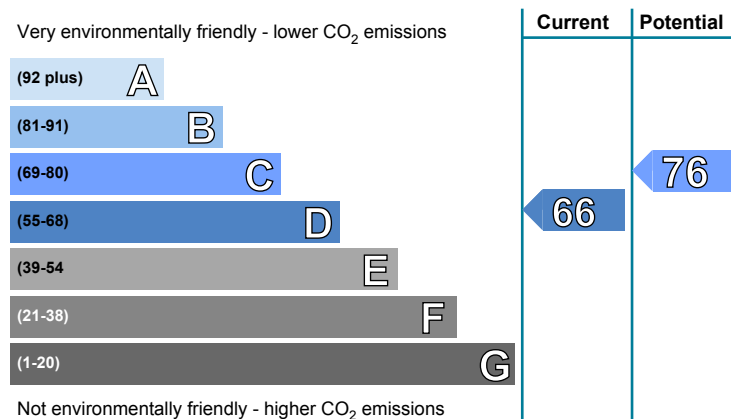 Current Potential
Very environmentally friendly - lower CO2 emissions
(92 plus) A
(81-91) B
(69-80) C
76
(55-68) D
66
(39-54 E
(21-38) F
(1-20) G
Not environmentally friendly - higher CO2 emissions